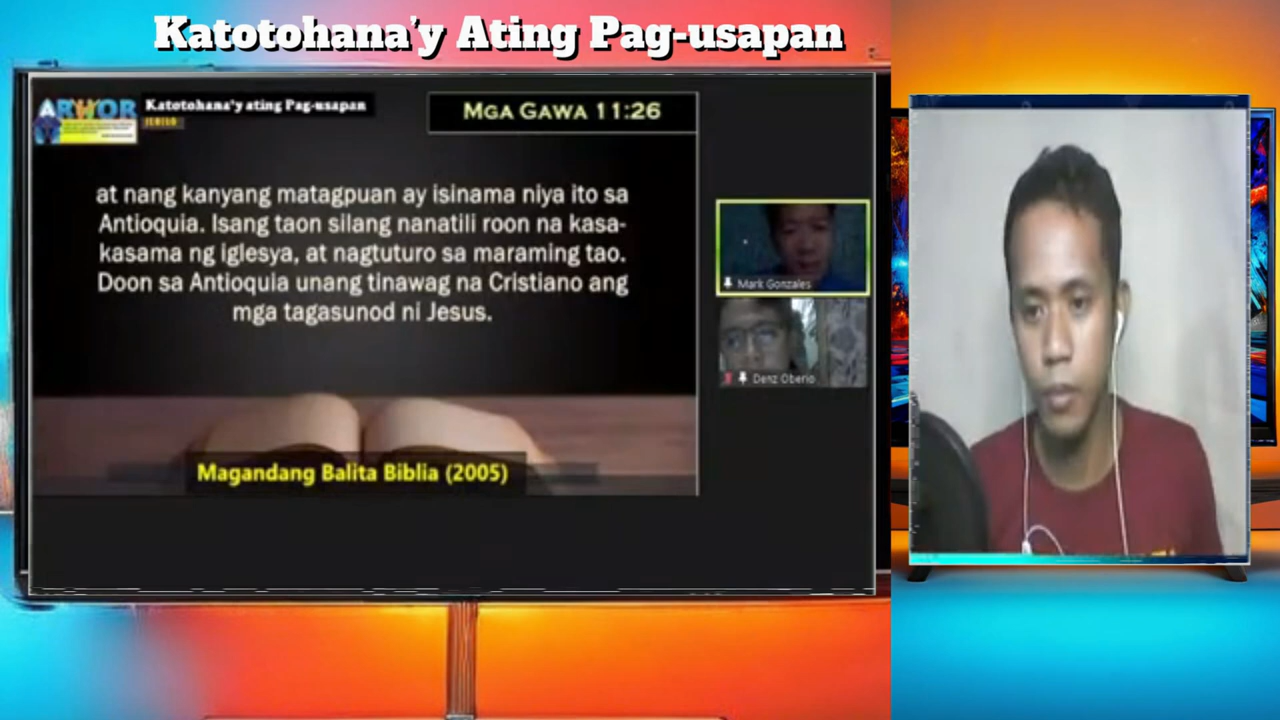 Katotohana'y Ating Pag-usapan
ARWOR
Katotohana'y ating Pag-usapan
MGA GAWA 11:26
at nang kanyang matagpuan ay isinama niya ito sa
Antioquia. Isang taon silang nanatili roon na kasa-
kasama ng iglesya, at nagtuturo sa maraming tao.
Doon sa Antioquia unang tinawag na Cristiano ang
mga tagasunod ni Jesus.
Magandang Balita Biblia (2005)
Mark Gonzales
Denz Oberio